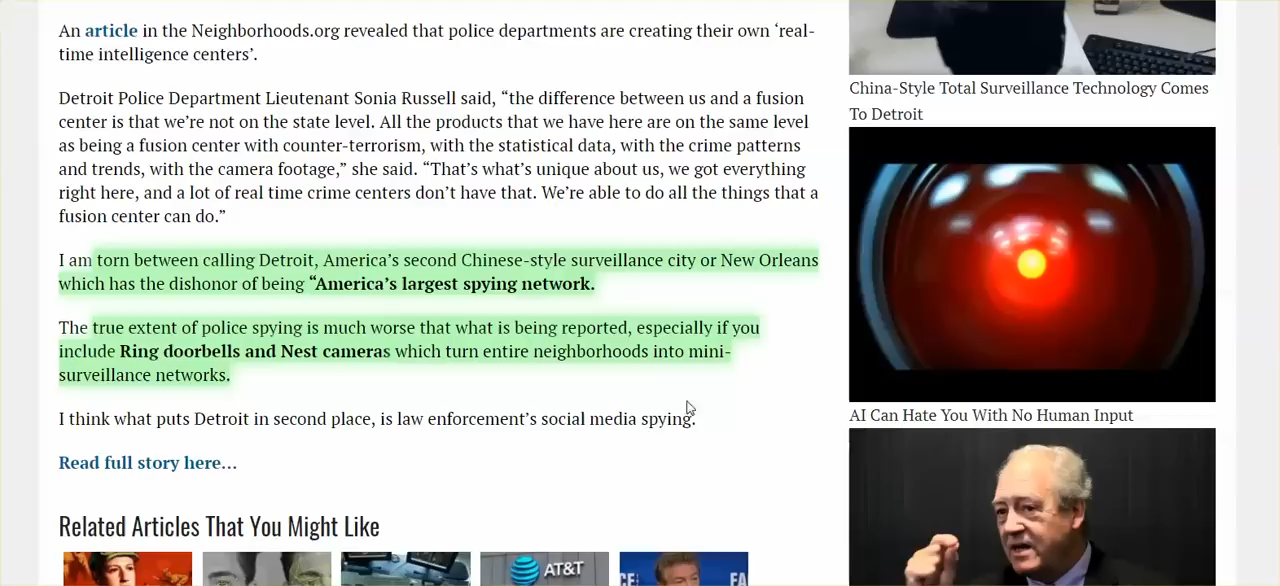 An article in the Neighborhoods.org revealed that police departments are creating their own ‘real-
time intelligence centers’.
Detroit Police Department Lieutenant Sonia Russell said, “the difference between us and a fusion
center is that we’re not on the state level. All the products that we have here are on the same level
as being a fusion center with counter-terrorism, with the statistical data, with the crime patterns
and trends, with the camera footage,” she said. “That’s what’s unique about us, we got everything
right here, and a lot of real time crime centers don’t have that. We’re able to do all the things that a
fusion center can do.”
I am torn between calling Detroit, America’s second Chinese-style surveillance city or New Orleans
which has the dishonor of being “America’s largest spying network.
The true extent of police spying is much worse that what is being reported, especially if you
include Ring doorbells and Nest cameras which turn entire neighborhoods into mini-
surveillance networks.
I think what puts Detroit in second place, is law enforcement’s social media spying.
Read full story here…
Related Articles That You Might Like
AT&T
FA
China-Style Total Surveillance Technology Comes
To Detroit
AI Can Hate You With No Human Input